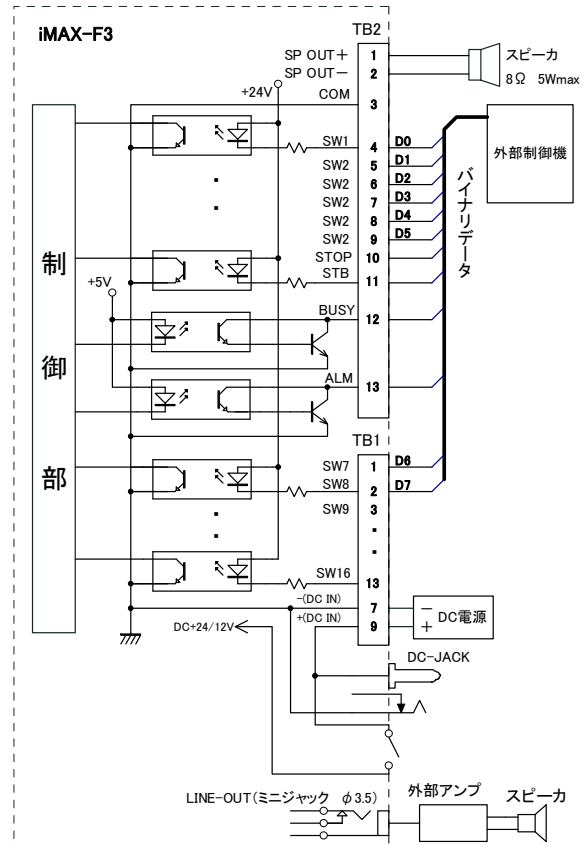 iMAX-F3
TB2
SP OUT+ 1
SP OUT- 2
スピーカ
8Ω 5Wmax
+24V
COM 3
SW1 4 D0
SW2 5 D1
SW2 6 D2
SW2 7 D3
SW2 8 D4
SW2 9 D5
STOP 10
STB 11
外部制御機
バイナリデータ
制御部
+5V
BUSY 12
ALM 13
TB1
SW7 1 D6
SW8 2 D7
SW9 3
SW16 13
-(DC IN) 7
+(DC IN) 9
- DC電源
+
DC+24/12V
DC-JACK
LINE-OUT(ミニジャック φ3.5)
外部アンプ
スピーカ